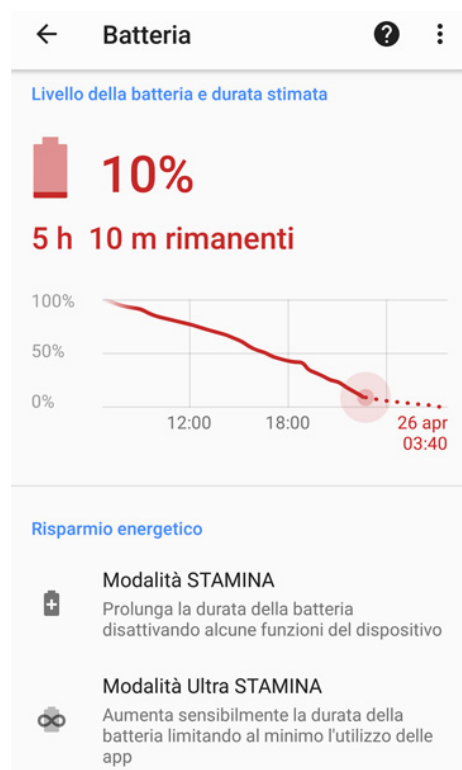 Batteria
Livello della batteria e durata stimata
10%
5 h 10 m rimanenti
100%
50%
0%
12:00
18:00
26 apr
03:40
Risparmio energetico
Modalità STAMINA
Prolunga la durata della batteria
disattivando alcune funzioni del dispositivo
Modalità Ultra STAMINA
Aumenta sensibilmente la durata della
batteria limitando al minimo l'utilizzo delle
app